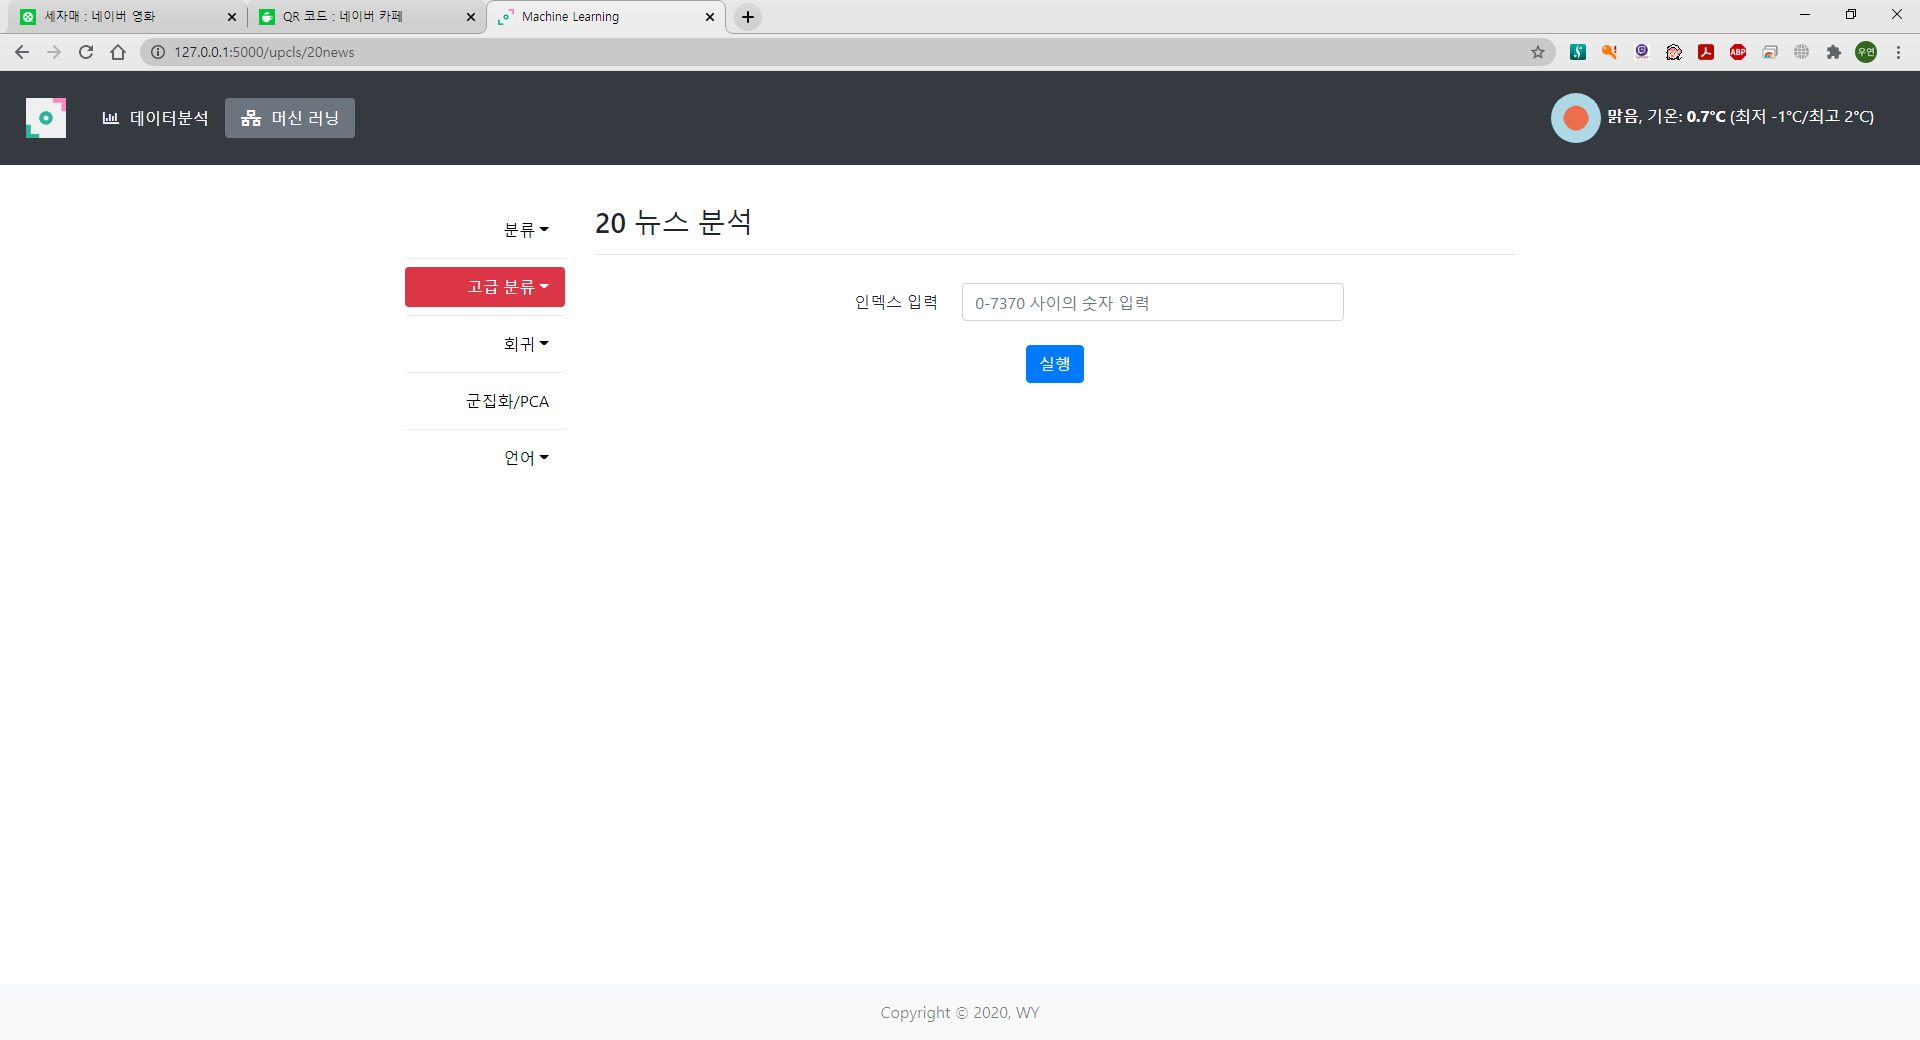 세자매 : 네이버 영화
QR 코드 : 네이버 카페
Machine Learning
127.0.0.1:5000/upcls/20news
ABP
우연
데이터분석
머신 러닝
맑음, 기온: 0.7°C (최저 -1°C/최고 2°C)
분류
고급 분류
회귀
군집화/PCA
언어
20 뉴스 분석
인덱스 입력
0-7370 사이의 숫자 입력
실행
Copyright © 2020, WY